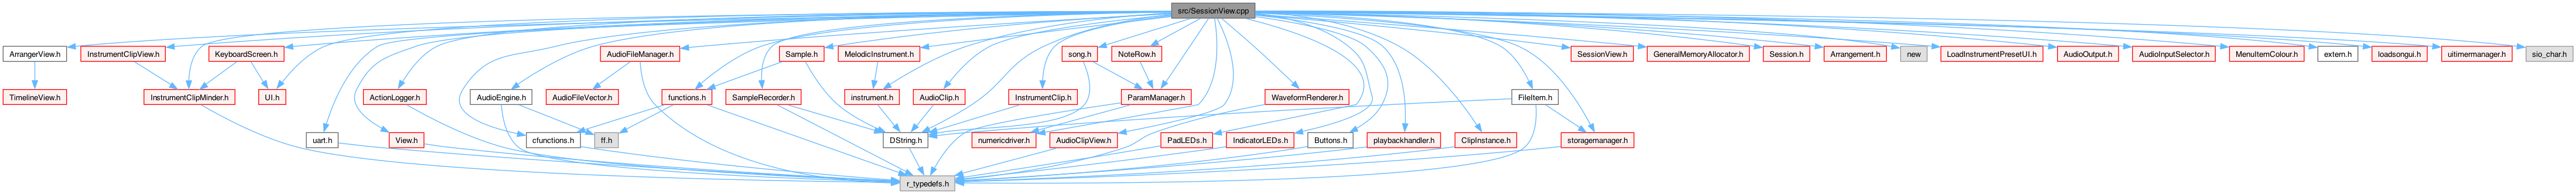 src/SessionView.cpp
ArrangerView.h
InstrumentClipView.h
KeyboardScreen.h
AudioFileManager.h
Sample.h
MelodicInstrument.h
song.h
NoteRow.h
SessionView.h
GeneralMemoryAllocator.h
Session.h
Arrangement.h
new
LoadInstrumentPresetUI.h
AudioOutput.h
AudioInputSelector.h
MenuItemColour.h
extern.h
loadsongui.h
uitimermanager.h
sio_char.h
TimelineView.h
InstrumentClipMinder.h
UI.h
ActionLogger.h
AudioEngine.h
AudioFileVector.h
functions.h
SampleRecorder.h
instrument.h
AudioClip.h
InstrumentClip.h
ParamManager.h
WaveformRenderer.h
FileItem.h
uart.h
View.h
cfunctions.h
ff.h
DString.h
numericdriver.h
AudioClipView.h
PadLEDs.h
IndicatorLEDs.h
Buttons.h
playbackhandler.h
ClipInstance.h
storagemanager.h
r_typedefs.h